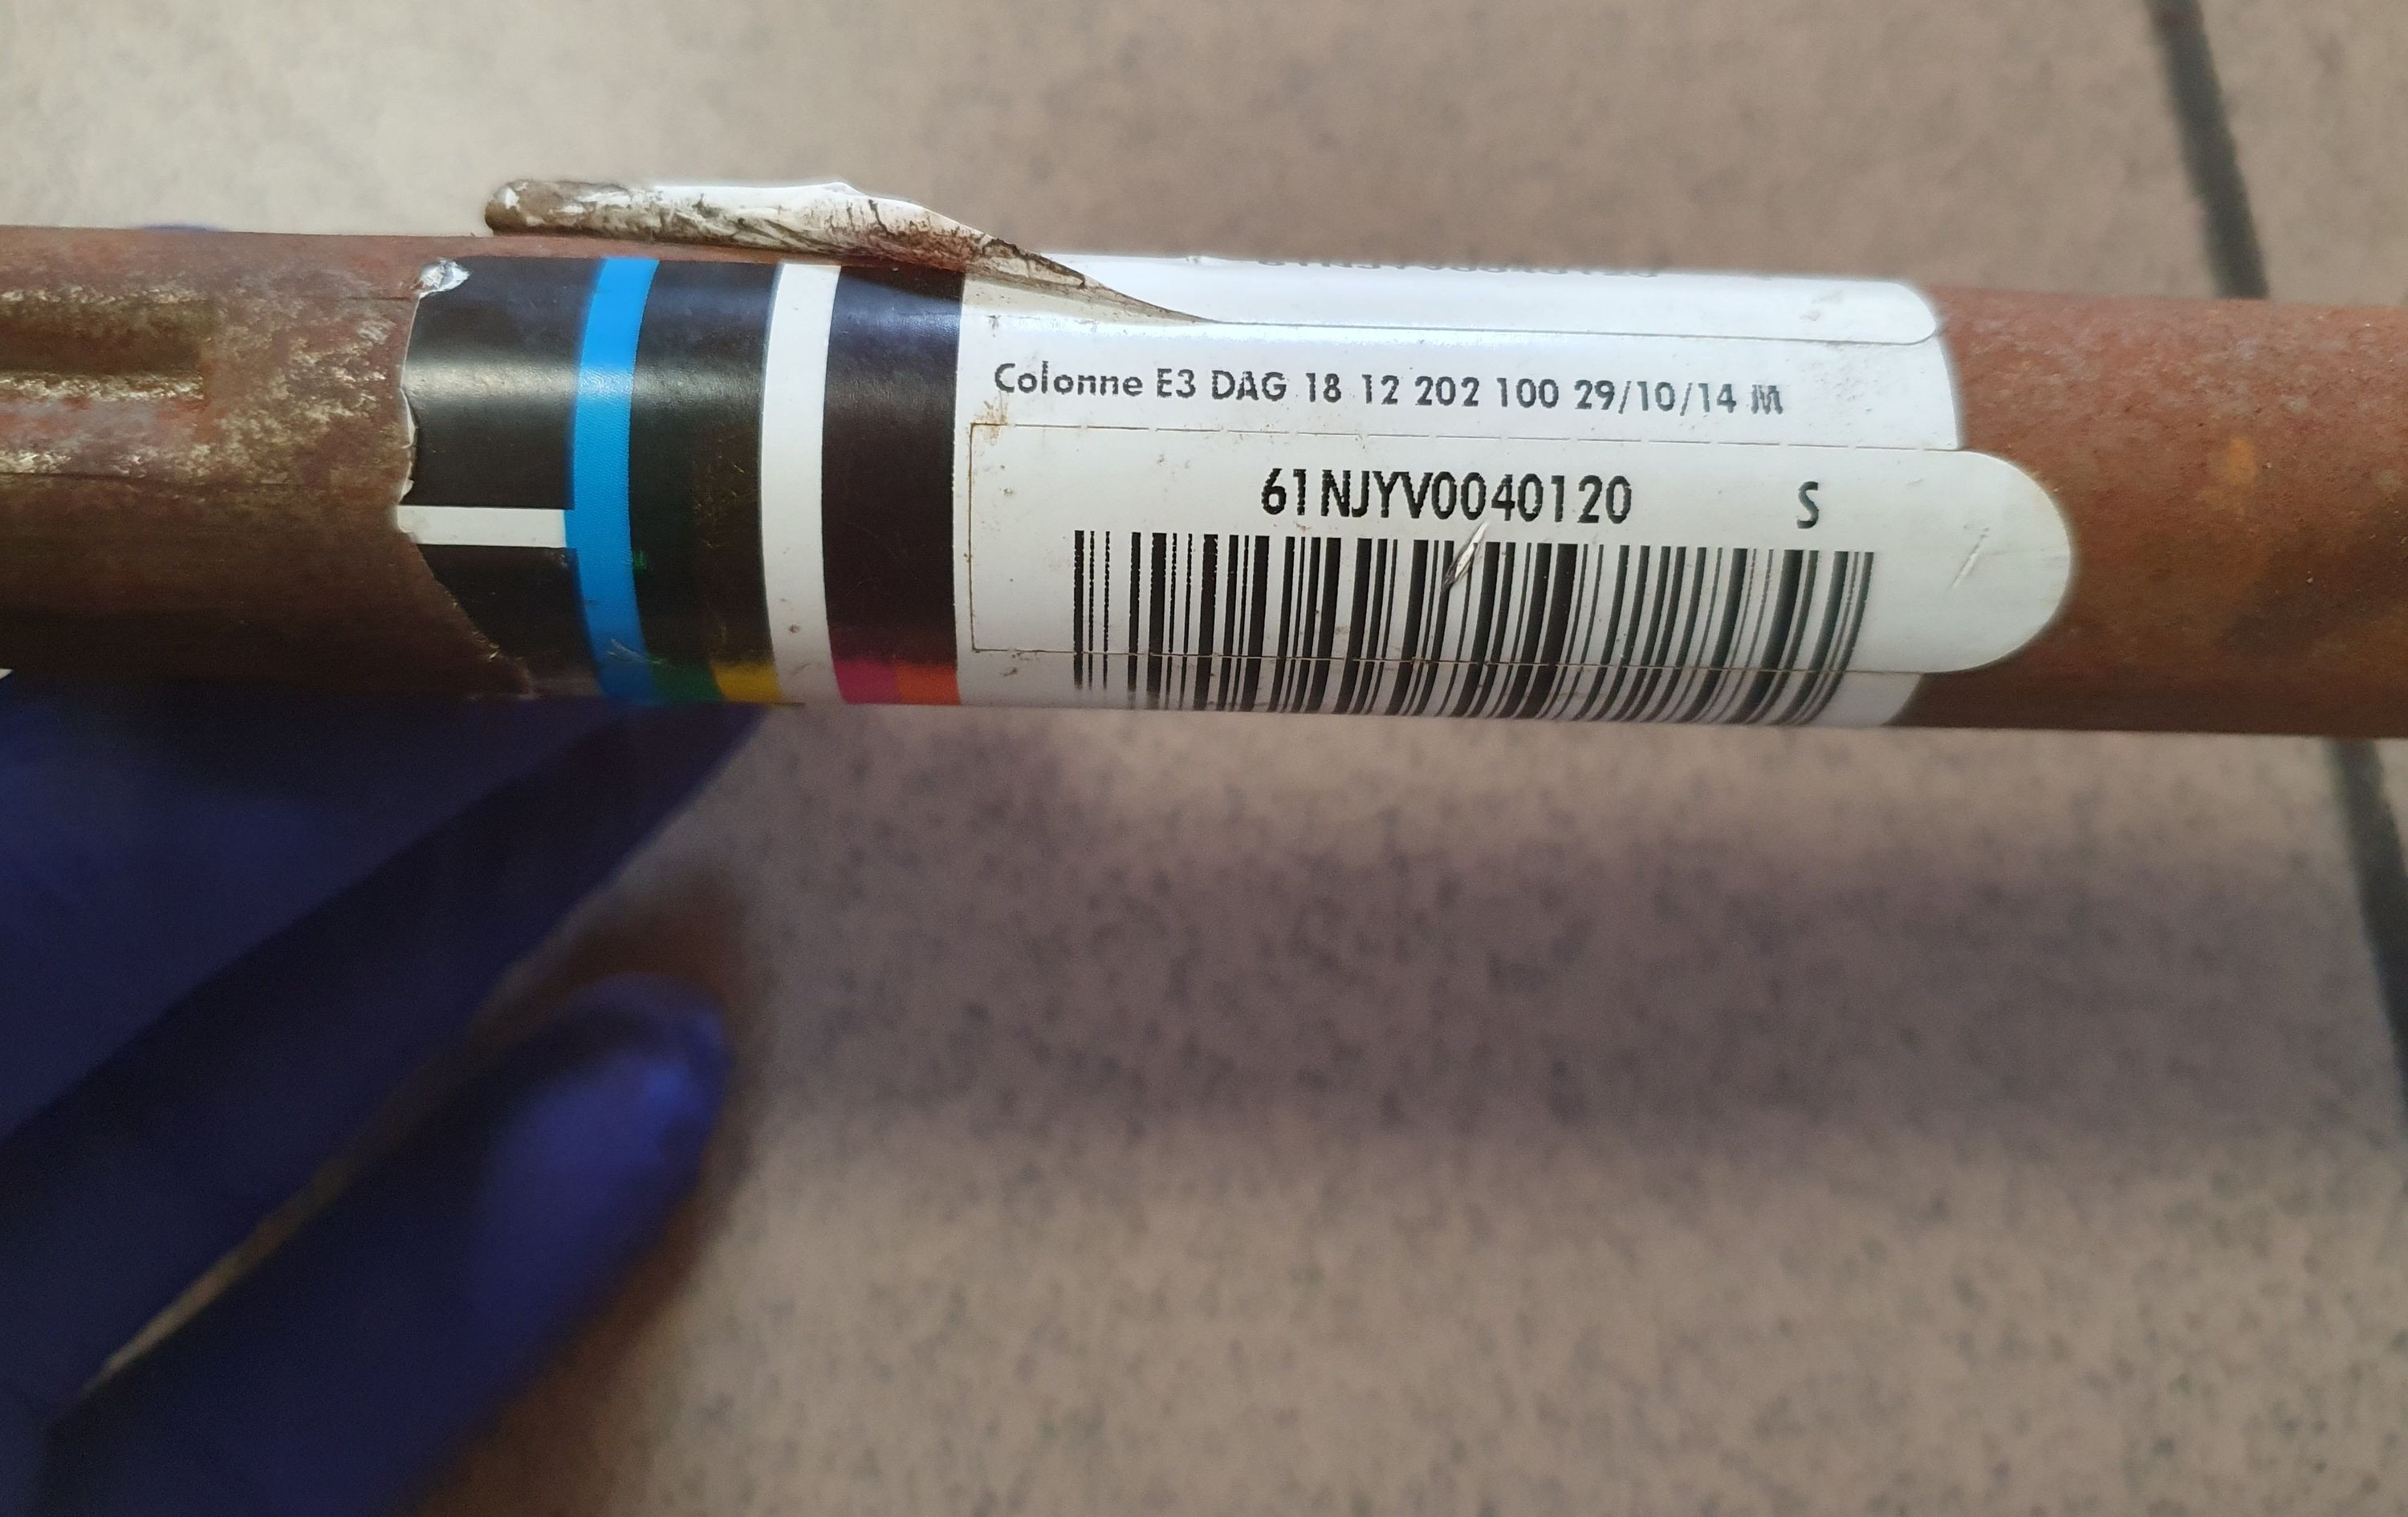 Colonne E3 DAG 18 12 202 100 29/10/14 M
61NJYV0040120 S